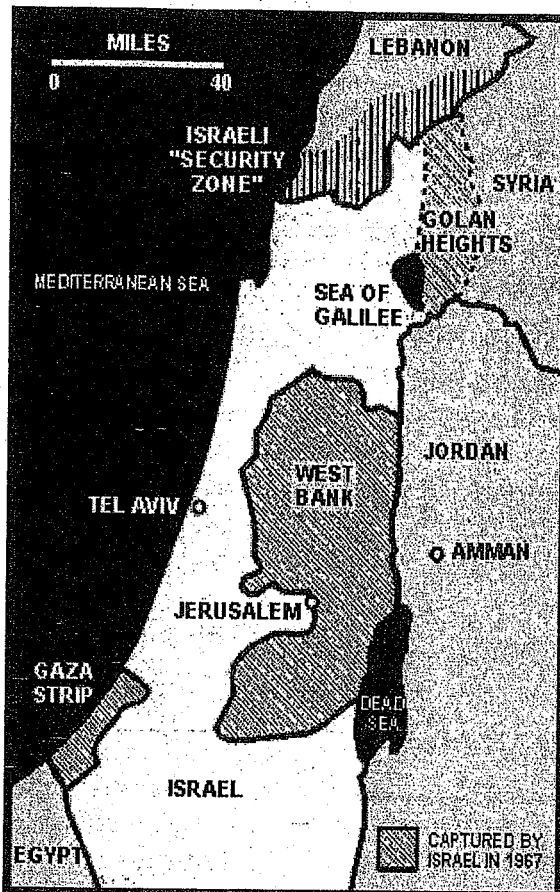 MILES
0 40
LEBANON
ISRAELI
"SECURITY
ZONE"
SYRIA
GOLAN
HEIGHTS
MEDITERRANEAN SEA
SEA OF
GALILEE
JORDAN
WEST
BANK
TEL AVIV
AMMAN
JERUSALEM
GAZA
STRIP
DEAD
SEA
ISRAEL
EGYPT
CAPTURED BY
ISRAEL IN 1967